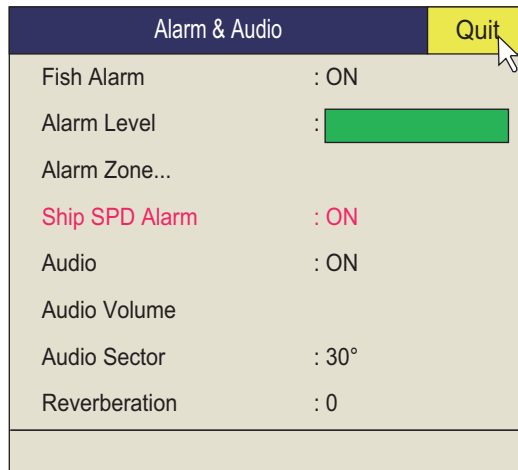 Alarm & Audio Quit
Fish Alarm : ON
Alarm Level :
Alarm Zone...
Ship SPD Alarm : ON
Audio : ON
Audio Volume
Audio Sector : 30°
Reverberation : 0